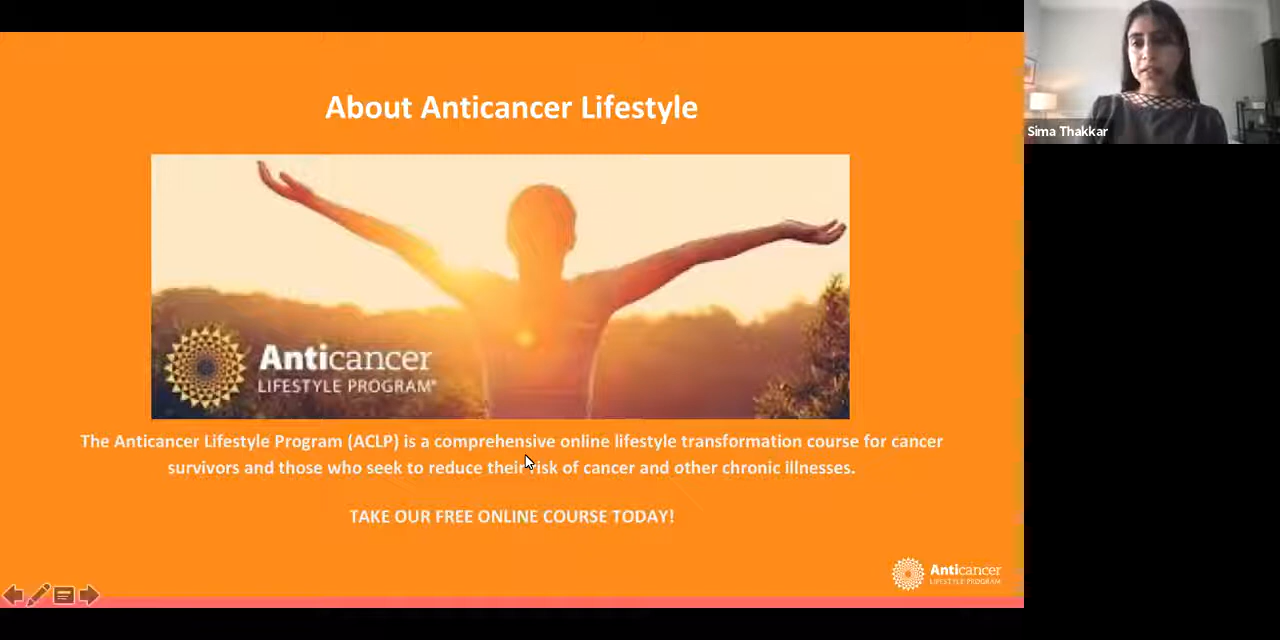 About Anticancer Lifestyle
Anticancer
LIFESTYLE PROGRAM®
The Anticancer Lifestyle Program (ACLP) is a comprehensive online lifestyle transformation course for cancer
survivors and those who seek to reduce their risk of cancer and other chronic illnesses.
TAKE OUR FREE ONLINE COURSE TODAY!
Anticancer
LIFESTYLE PROGRAM
Sima Thakkar